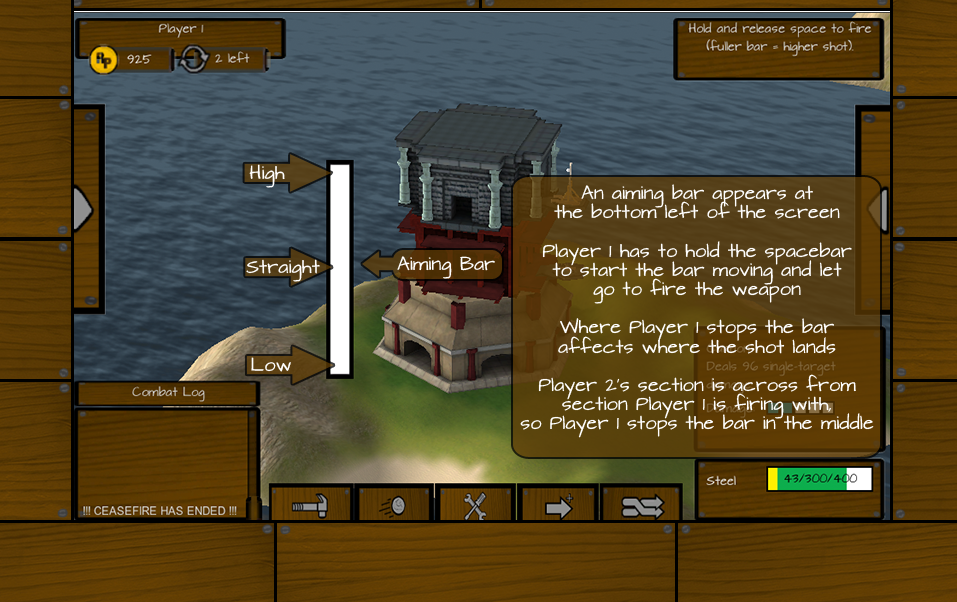 Player 1
925
2 left
Hold and release space to fire
(fuller bar = higher shot).
High
Straight
Low
Aiming Bar
An aiming bar appears at
the bottom left of the screen
Player 1 has to hold the spacebar
to start the bar moving and let
go to fire the weapon
Where Player 1 stops the bar
affects where the shot lands
Player 2's section is across from
section Player 1 is firing with,
so Player 1 stops the bar in the middle
Deals 96 single-target
Combat Log
!!! CEASEFIRE HAS ENDED !!!
Steel
43/300/400